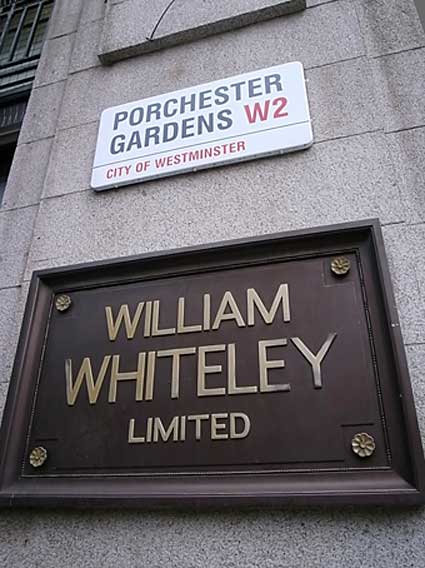 PORCHESTER
GARDENS W2
CITY OF WESTMINSTER
WILLIAM
WHITELEY
LIMITED